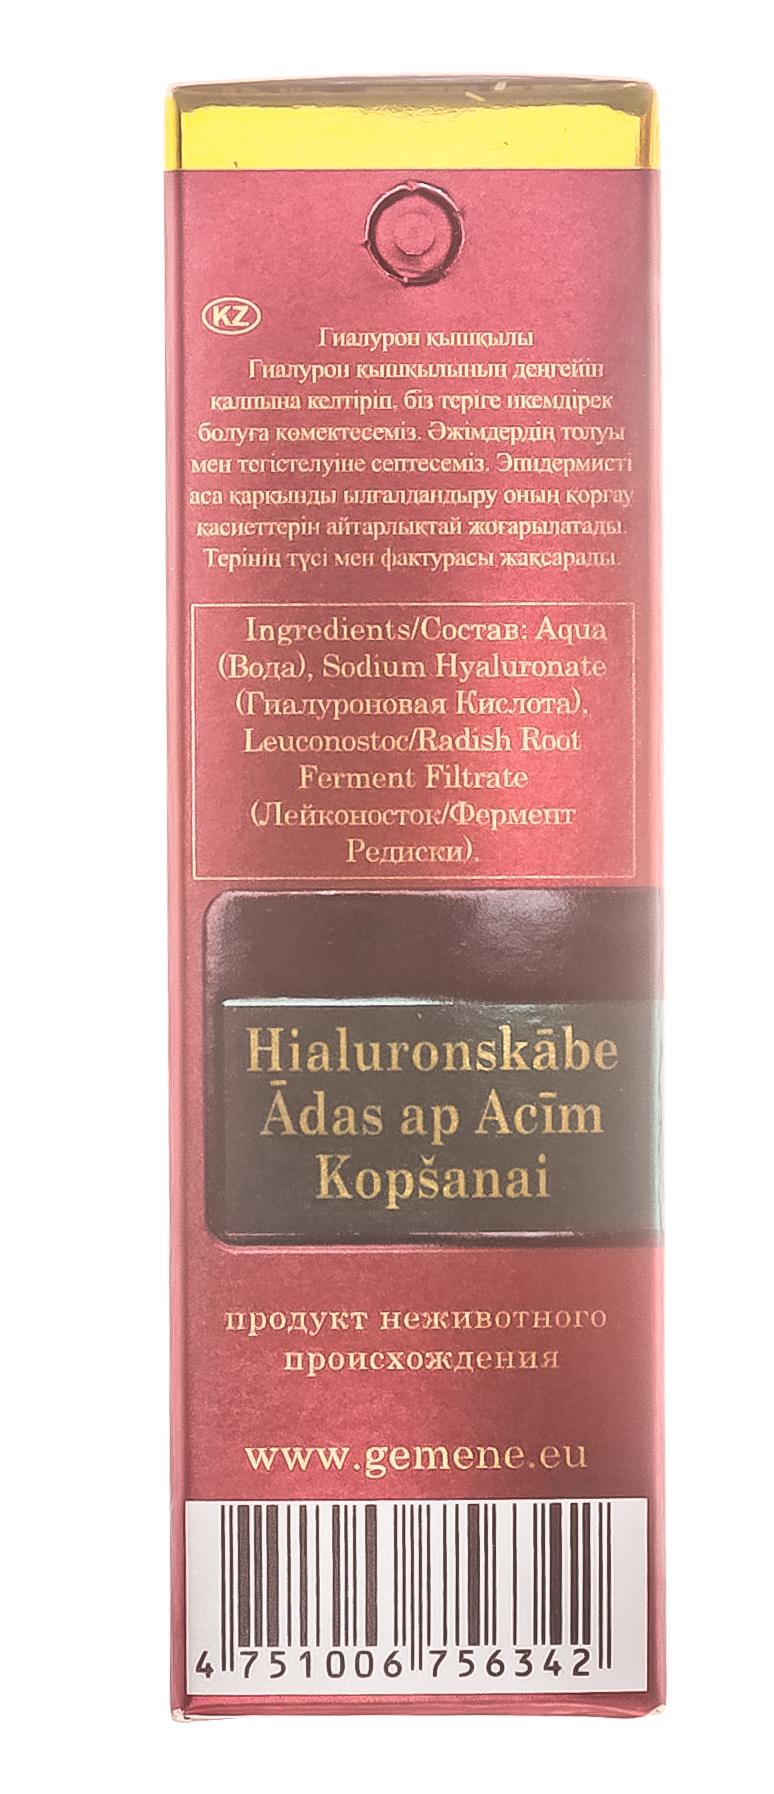 KZ
Гиалурон қышқылы
Гиалурон қышқылының деңгейін
қалпына келтіріп, біз теріге икемдірек
болуға көмектесеміз. Әжімдердің толуы
мен тегістелуіне септесеміз. Эпидермисті
аса қарқынды ылғалдандыру оның қорғау
қасиеттерін айтарлықтай жоғарылатады.
Терінің түсі мен фактурасы жақсарады.
Ingredients/Состав: Aqua
(Вода), Sodium Hyaluronate
(Гиалуроновая Кислота),
Leuconostoc/Radish Root
Ferment Filtrate
(Лейконосток/Фермент
Редиски).
Hialuronskābe
Ādas ap Acīm
Kopšanai
продукт неживотного
происхождения
www.gemene.eu
4 751006 756342